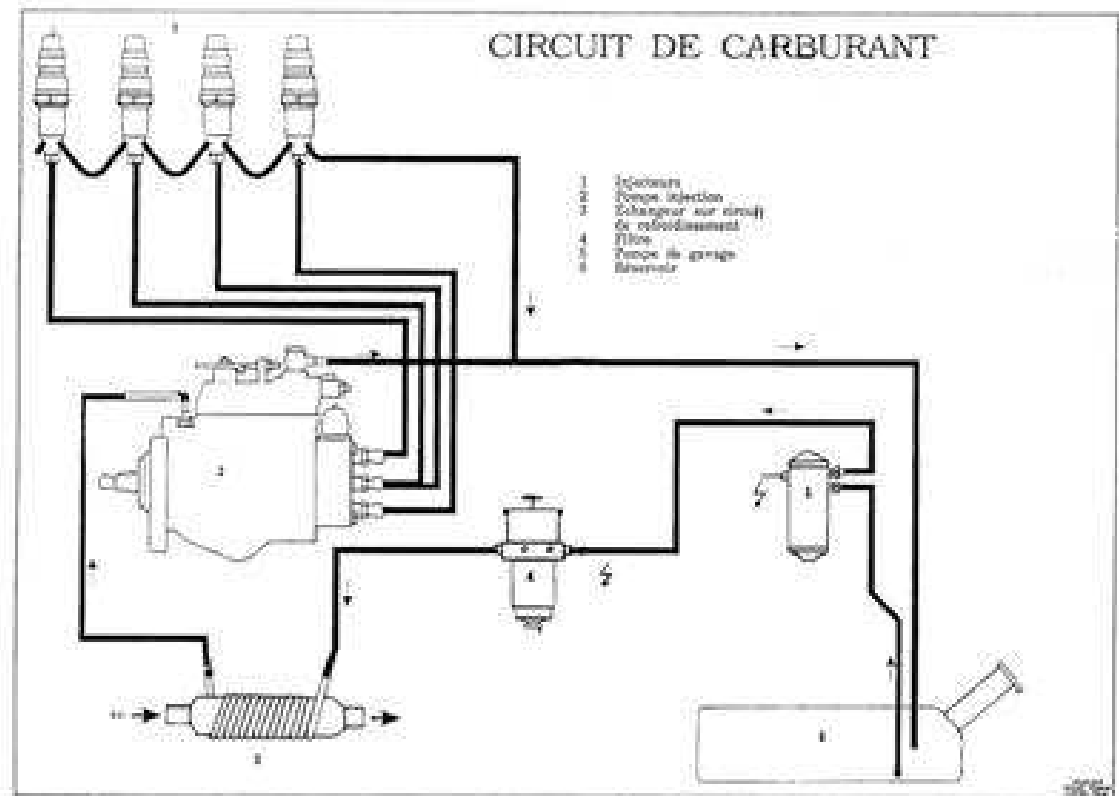 CIRCUIT DE CARBURANT
1 Injecteurs
2 Pompe injection
3 Echangeur sur circuit
de refroidissement
4 Filtre
5 Pompe de gavage
6 Réservoir
4